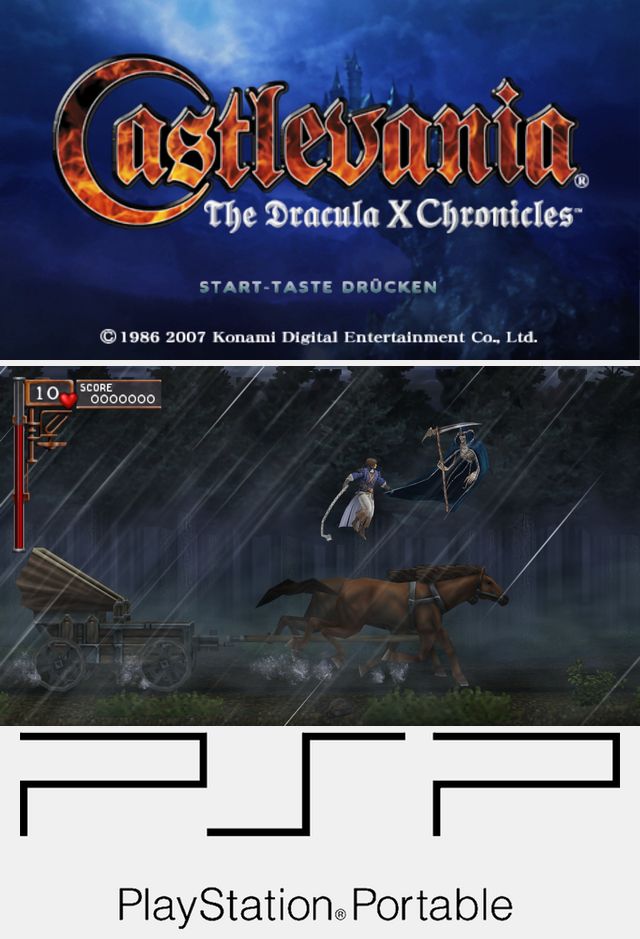 Castlevania®
The Dracula X Chronicles™
START-TASTE DRÜCKEN
© 1986 2007 Konami Digital Entertainment Co., Ltd.
10 SCORE
0000000
PSP
PlayStation®Portable